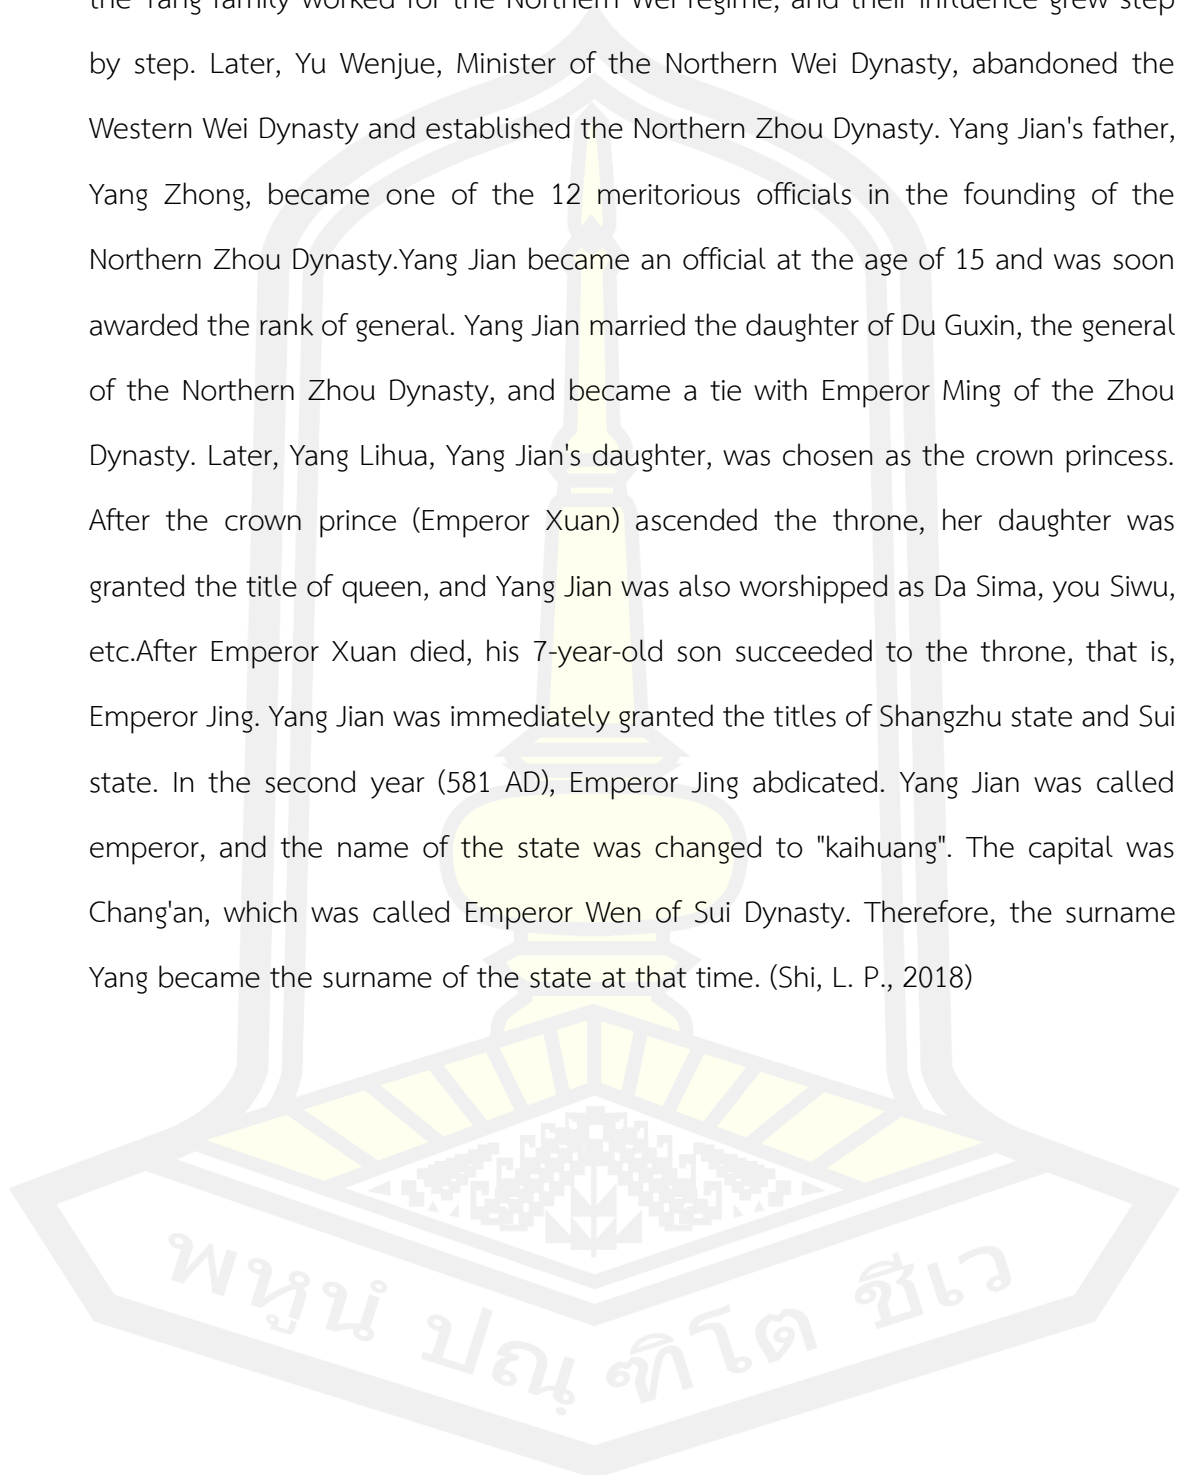 the Yang family worked for the Northern Wei regime, and their influence grew step
by step. Later, Yu Wenjue, Minister of the Northern Wei Dynasty, abandoned the
Western Wei Dynasty and established the Northern Zhou Dynasty. Yang Jian's father,
Yang Zhong, became one of the 12 meritorious officials in the founding of the
Northern Zhou Dynasty.Yang Jian became an official at the age of 15 and was soon
awarded the rank of general. Yang Jian married the daughter of Du Guxin, the general
of the Northern Zhou Dynasty, and became a tie with Emperor Ming of the Zhou
Dynasty. Later, Yang Lihua, Yang Jian's daughter, was chosen as the crown princess.
After the crown prince (Emperor Xuan) ascended the throne, her daughter was
granted the title of queen, and Yang Jian was also worshipped as Da Sima, you Siwu,
etc.After Emperor Xuan died, his 7-year-old son succeeded to the throne, that is,
Emperor Jing. Yang Jian was immediately granted the titles of Shangzhu state and Sui
state. In the second year (581 AD), Emperor Jing abdicated. Yang Jian was called
emperor, and the name of the state was changed to "kaihuang". The capital was
Chang'an, which was called Emperor Wen of Sui Dynasty. Therefore, the surname
Yang became the surname of the state at that time. (Shi, L. P., 2018)
พหูนํ ปณฺฑิโต ชีเว